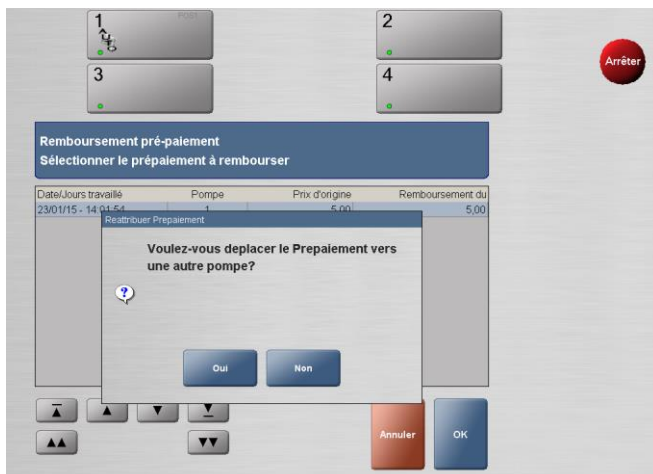 1
POST
2
Arrêter
3
4
Remboursement pré-paiement
Sélectionner le prépaiement à rembourser
Date/Jours travaillé Pompe Prix d'origine Remboursement du
23/01/15 - 14:01:54 1 5,00 5,00
Reattribuer Prepaiement
Voulez-vous deplacer le Prepaiement vers
une autre pompe?
Oui Non
Annuler OK